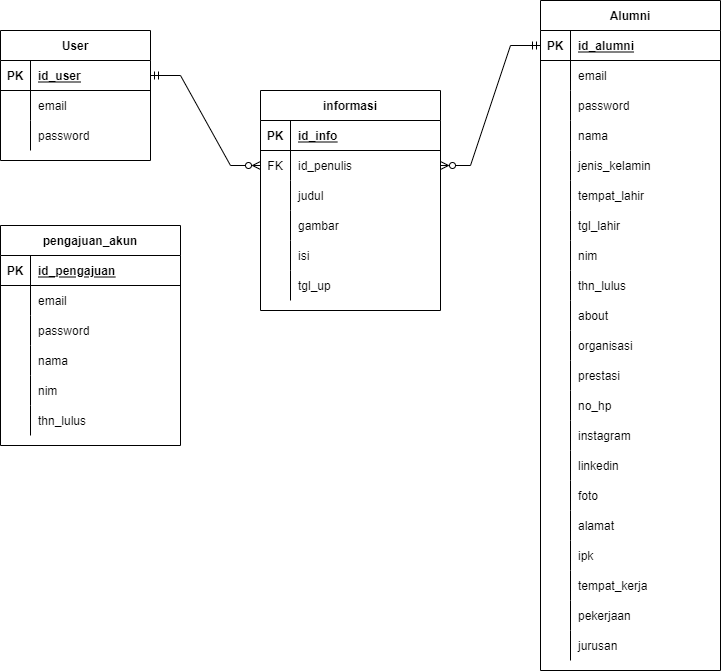 User
PK id_user
email
password
pengajuan_akun
PK id_pengajuan
email
password
nama
nim
thn_lulus
informasi
PK id_info
FK id_penulis
judul
gambar
isi
tgl_up
Alumni
PK id_alumni
email
password
nama
jenis_kelamin
tempat_lahir
tgl_lahir
nim
thn_lulus
about
organisasi
prestasi
no_hp
instagram
linkedin
foto
alamat
ipk
tempat_kerja
pekerjaan
jurusan